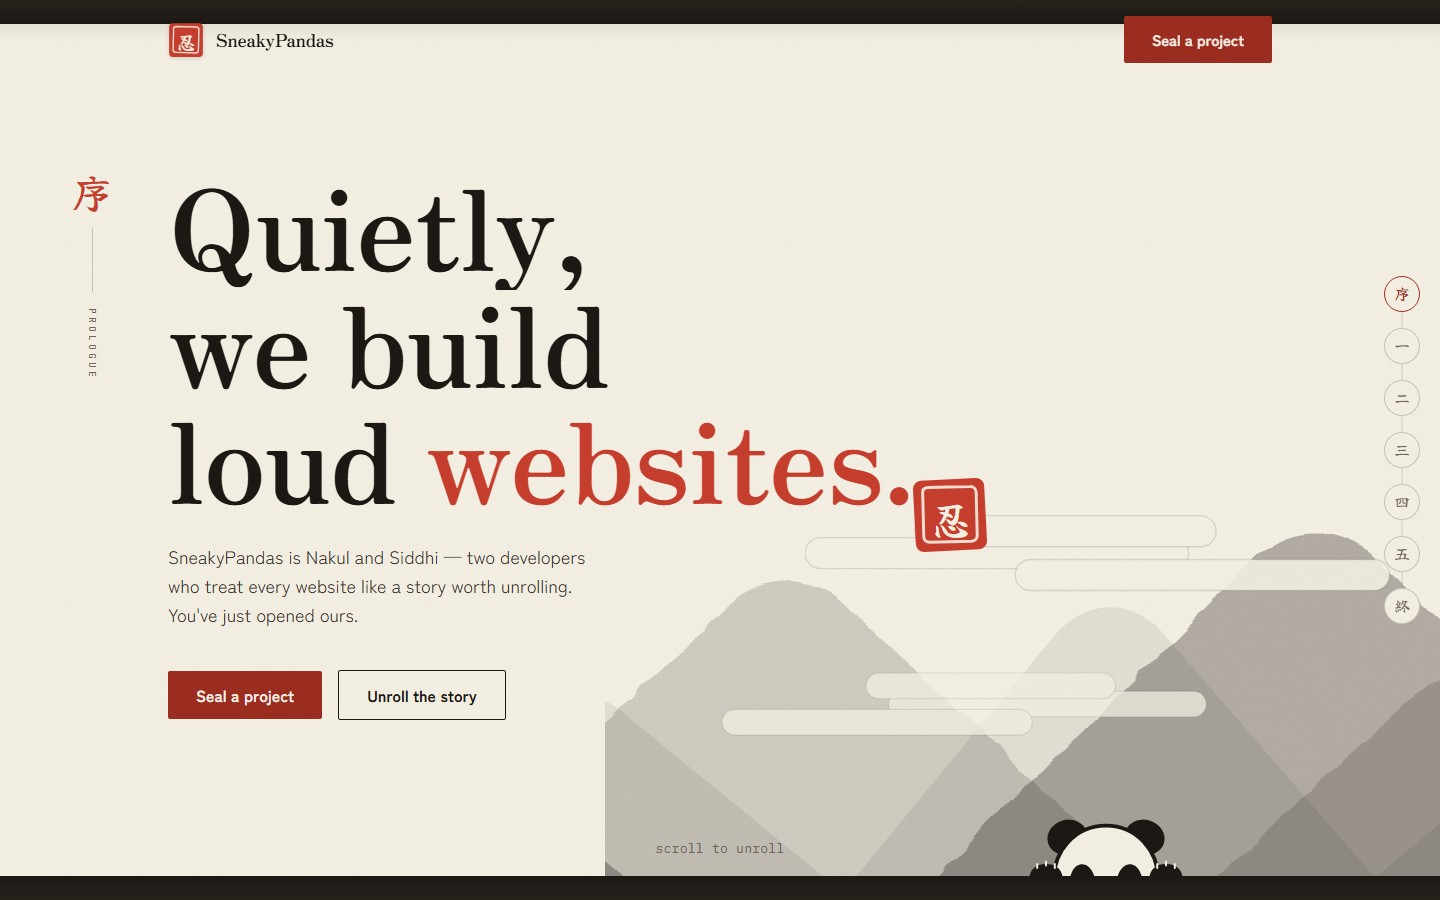 忍 SneakyPandas
Seal a project
序
PROLOGUE
Quietly,
we build
loud websites.
忍
SneakyPandas is Nakul and Siddhi — two developers
who treat every website like a story worth unrolling.
You've just opened ours.
Seal a project
Unroll the story
scroll to unroll
序
一
二
三
四
五
終